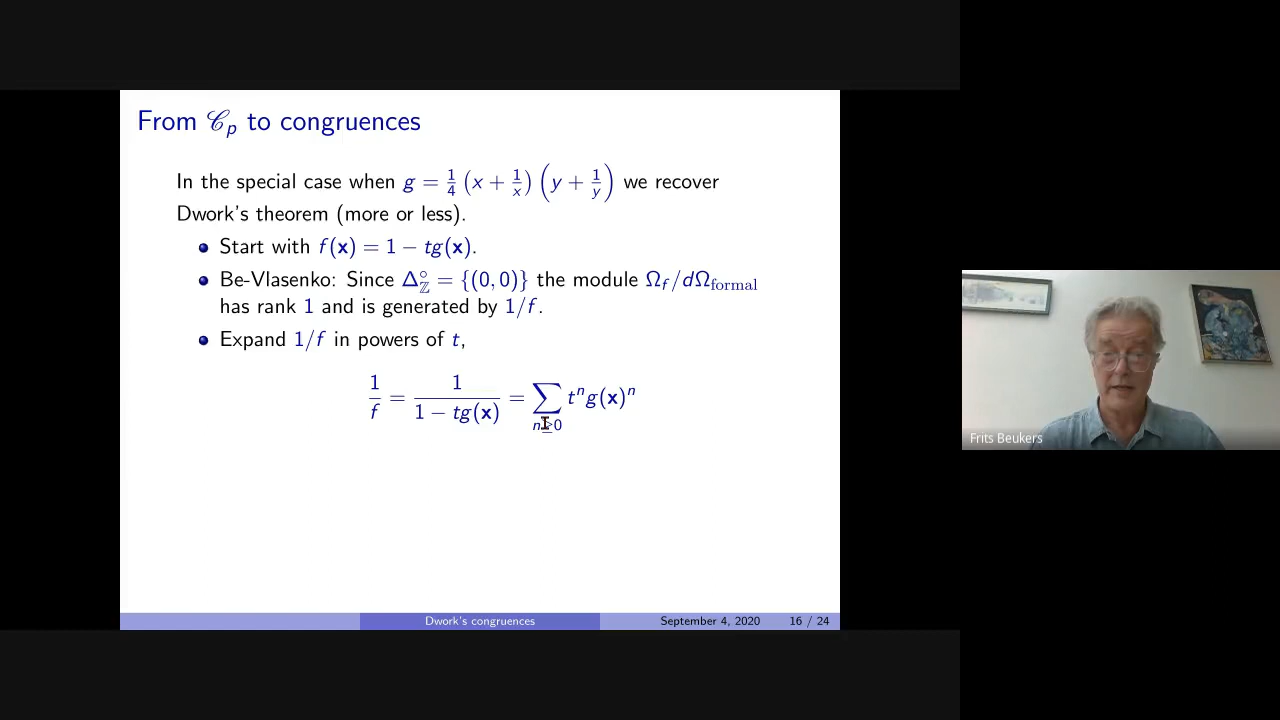 From 𝒞ₚ to congruences
In the special case when g = 1/4 (x + 1/x) (y + 1/y) we recover
Dwork's theorem (more or less).
Start with f(x) = 1 − tg(x).
Be-Vlasenko: Since Δ°_ℤ = {(0, 0)} the module Ω_f/dΩ_formal
has rank 1 and is generated by 1/f.
Expand 1/f in powers of t,
1/f = 1/(1 − tg(x)) = ∑_{n≥0} tⁿg(x)ⁿ
Frits Beukers
Dwork's congruences September 4, 2020 16 / 24